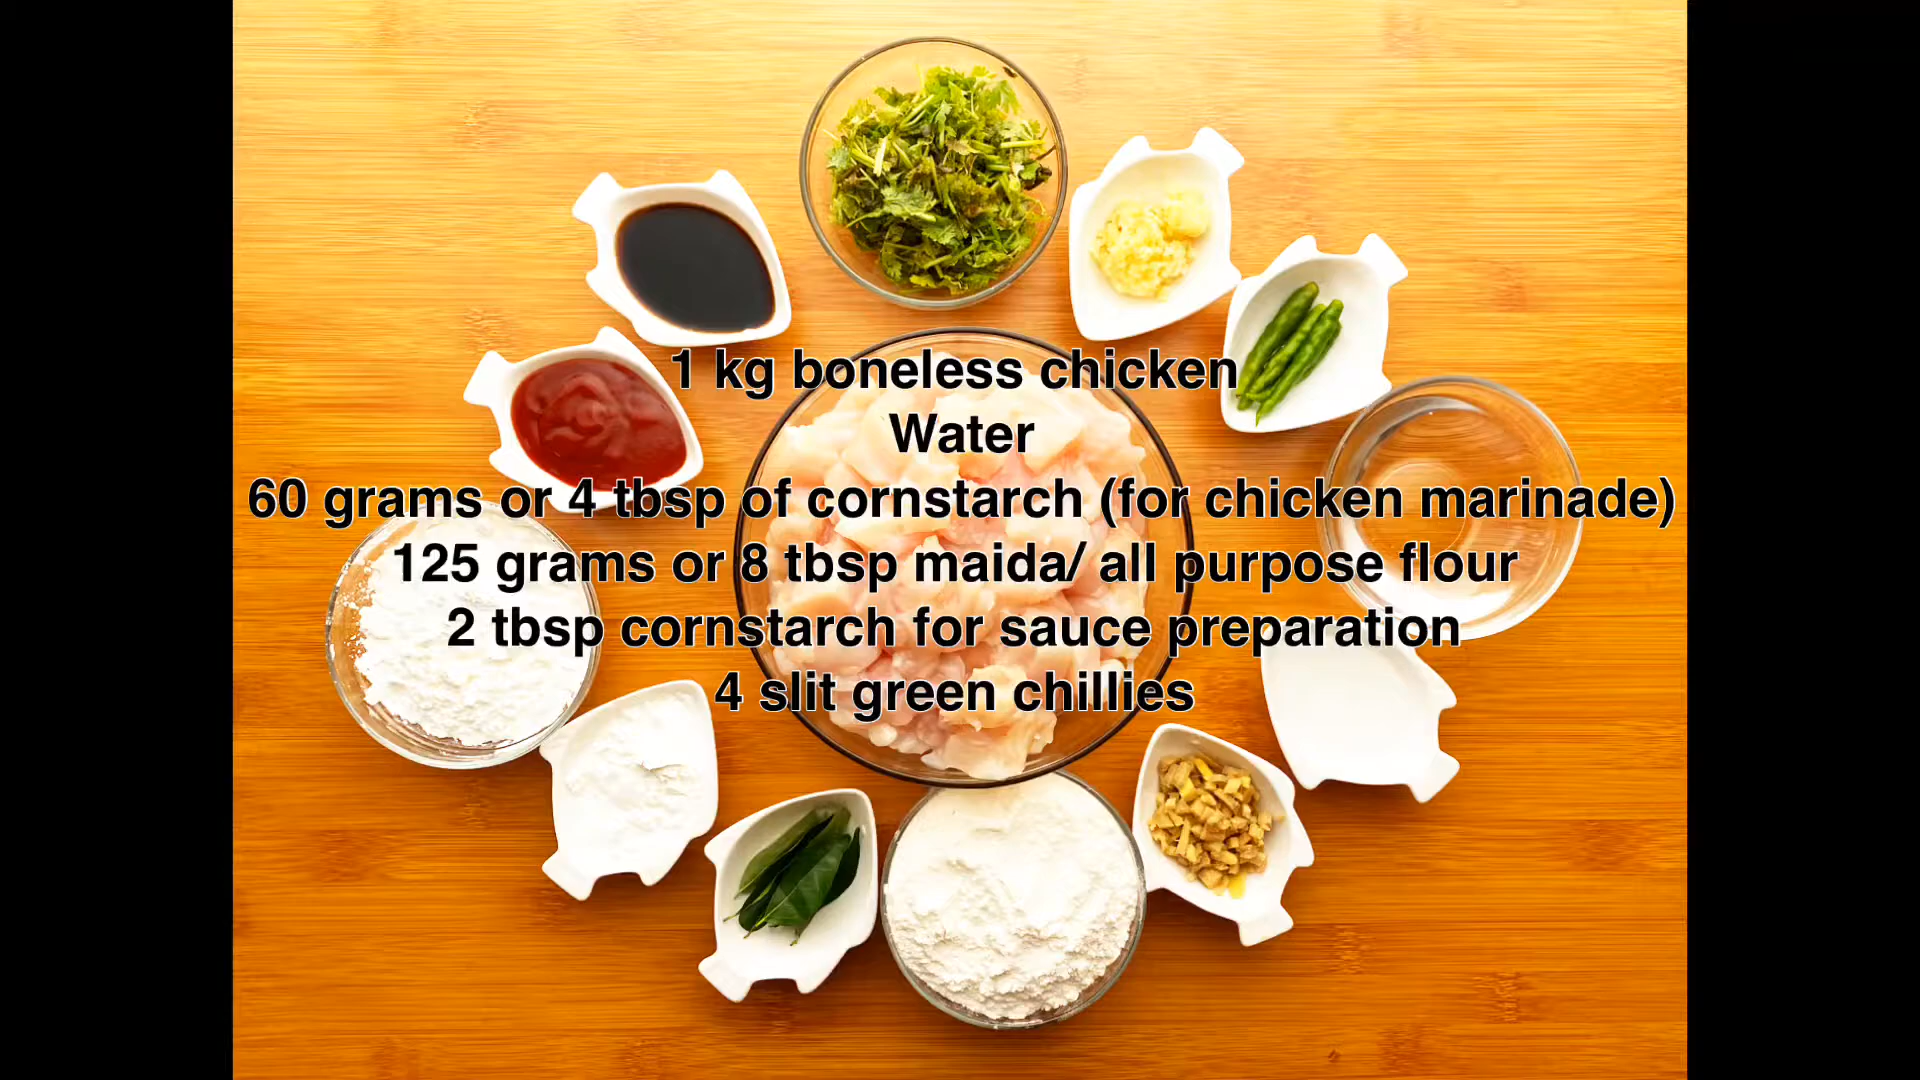 1 kg boneless chicken
Water
60 grams or 4 tbsp of cornstarch (for chicken marinade)
125 grams or 8 tbsp maida/ all purpose flour
2 tbsp cornstarch for sauce preparation
4 slit green chillies